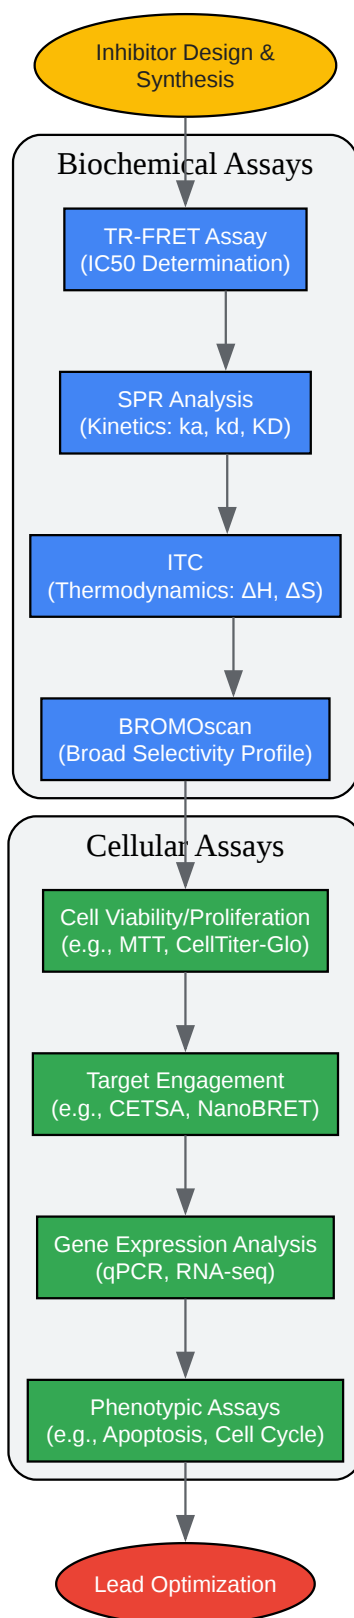 Inhibitor Design &
Synthesis
Biochemical Assays
TR-FRET Assay
(IC50 Determination)
SPR Analysis
(Kinetics: ka, kd, KD)
ITC
(Thermodynamics: ΔH, ΔS)
BROMOscan
(Broad Selectivity Profile)
Cellular Assays
Cell Viability/Proliferation
(e.g., MTT, CellTiter-Glo)
Target Engagement
(e.g., CETSA, NanoBRET)
Gene Expression Analysis
(qPCR, RNA-seq)
Phenotypic Assays
(e.g., Apoptosis, Cell Cycle)
Lead Optimization